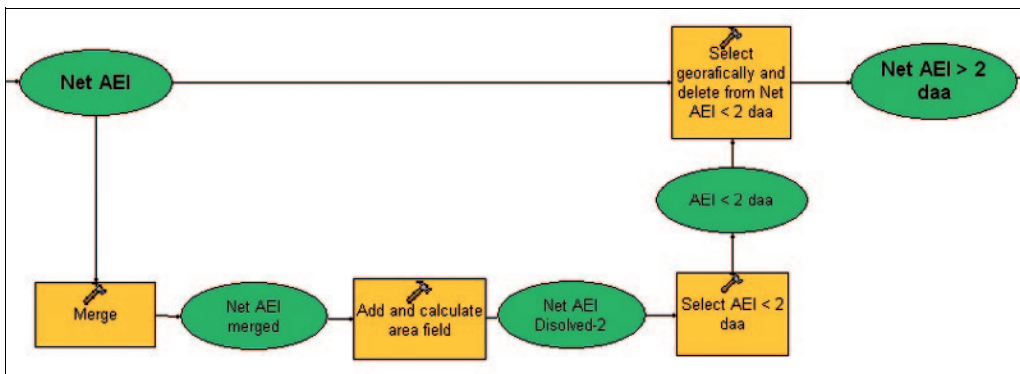 Net AEI
Select
georafically and
delete from Net
AEI < 2 daa
Net AEI > 2
daa
AEI < 2 daa
Merge
Net AEI
merged
Add and calculate
area field
Net AEI
Disolved-2
Select AEI < 2
daa